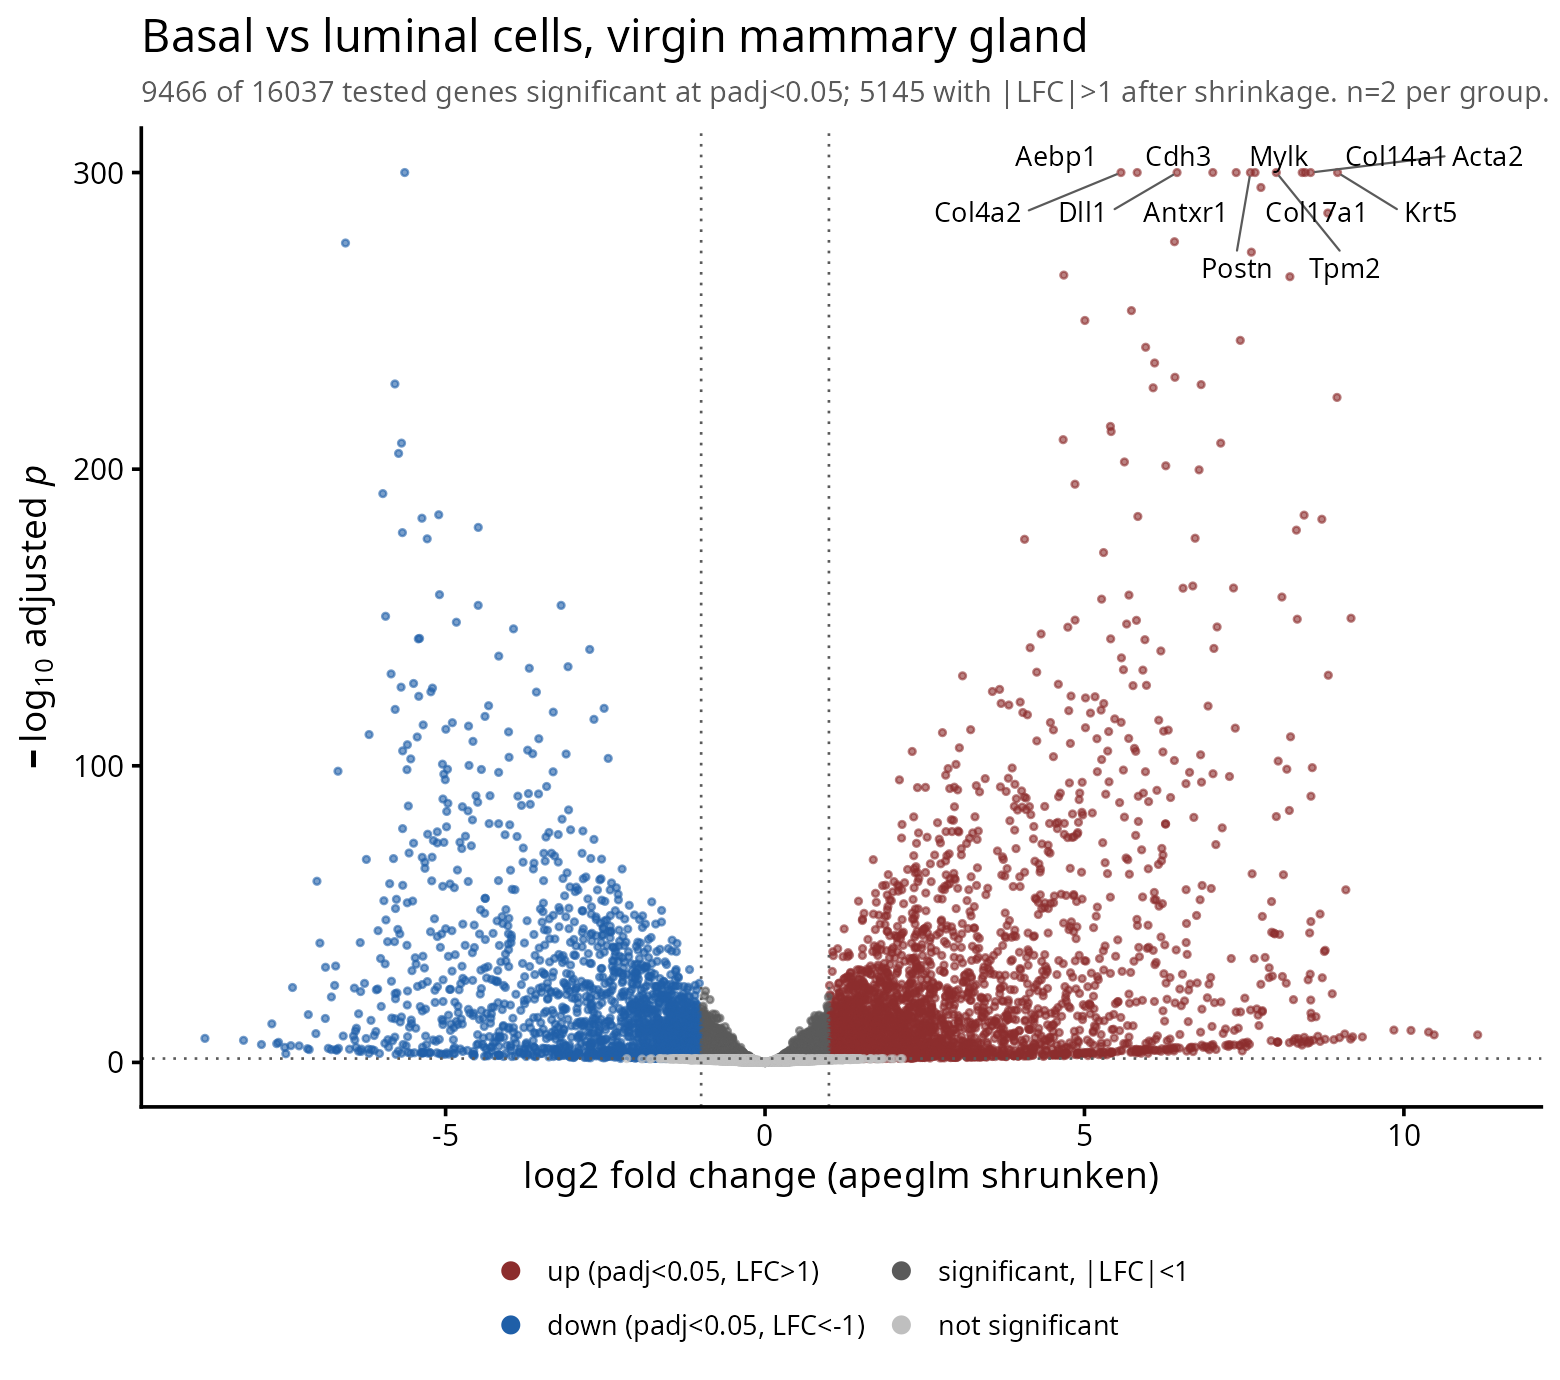 Basal vs luminal cells, virgin mammary gland
9466 of 16037 tested genes significant at padj<0.05; 5145 with |LFC|>1 after shrinkage. n=2 per group.
300
200
100
0
− log10 adjusted p
Aebp1
Cdh3
Mylk
Col14a1
Acta2
Col4a2
Dll1
Antxr1
Col17a1
Krt5
Postn
Tpm2
-5
0
5
10
log2 fold change (apeglm shrunken)
up (padj<0.05, LFC>1)
significant, |LFC|<1
down (padj<0.05, LFC<-1)
not significant